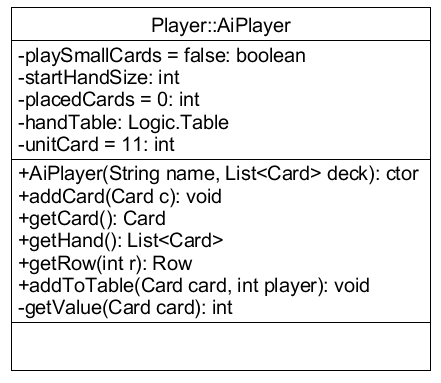 Player::AiPlayer
-playSmallCards = false: boolean
-startHandSize: int
-placedCards = 0: int
-handTable: Logic.Table
-unitCard = 11: int
+AiPlayer(String name, List<Card> deck): ctor
+addCard(Card c): void
+getCard(): Card
+getHand(): List<Card>
+getRow(int r): Row
+addToTable(Card card, int player): void
-getValue(Card card): int